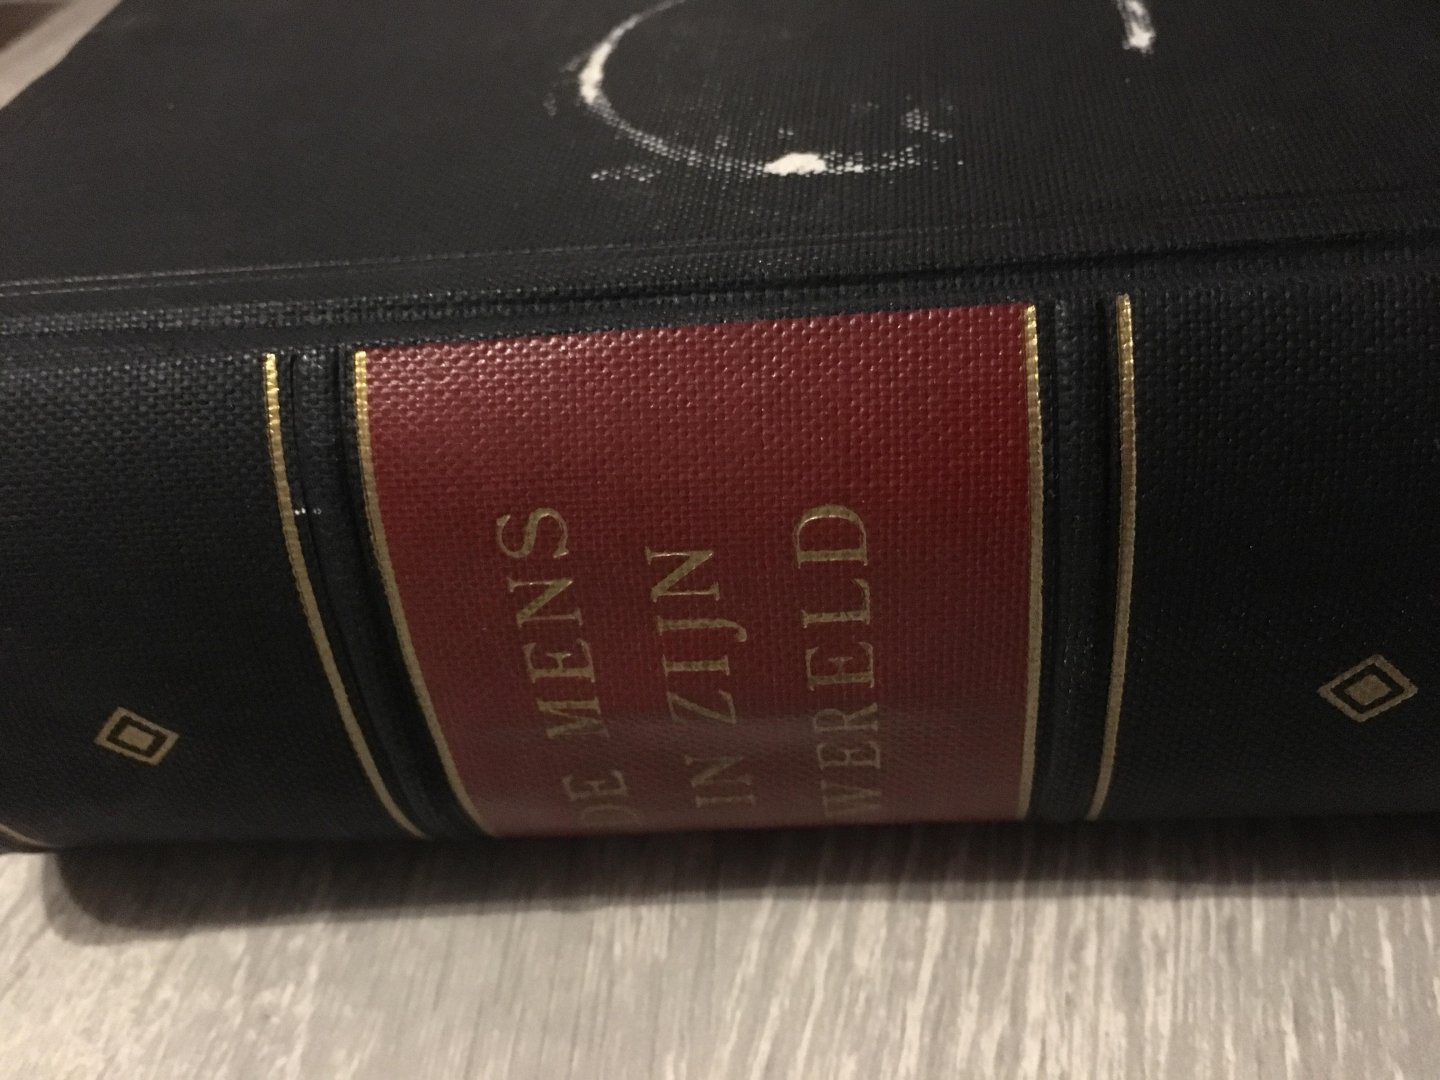 DE MENS
IN ZIJN
WERELD